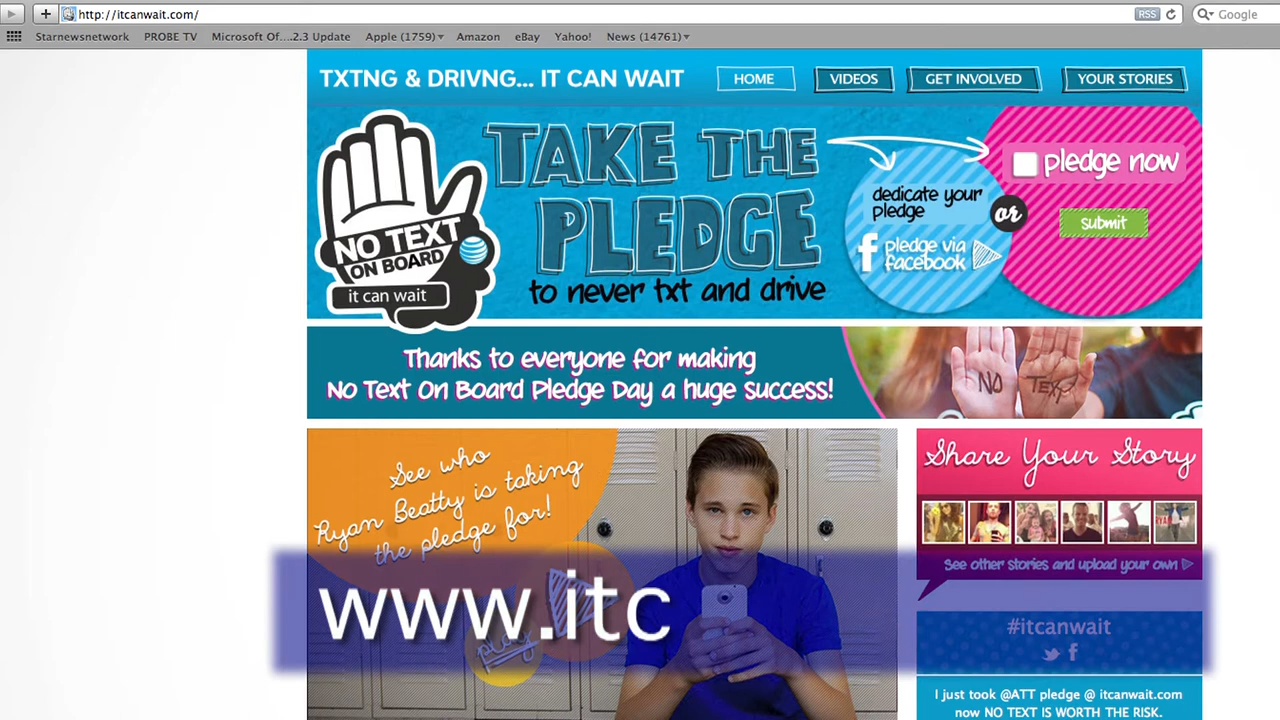 http://itcanwait.com/
RSS
Google
Starnewsnetwork PROBE TV Microsoft Of....2.3 Update Apple (1759) Amazon eBay Yahoo! News (14761)
TXTNG & DRIVNG... IT CAN WAIT
HOME
VIDEOS
GET INVOLVED
YOUR STORIES
NO TEXT
ON BOARD
it can wait
TAKE THE
PLEDGE
to never txt and drive
dedicate your
pledge
f pledge via
facebook
or
pledge now
submit
Thanks to everyone for making
No Text On Board Pledge Day a huge success!
NO TEXT
See who
Ryan Beatty is taking
the pledge for!
play
www.itc
Share Your Story
See other stories and upload your own
#itcanwait
f
I just took @ATT pledge @ itcanwait.com
now NO TEXT IS WORTH THE RISK.